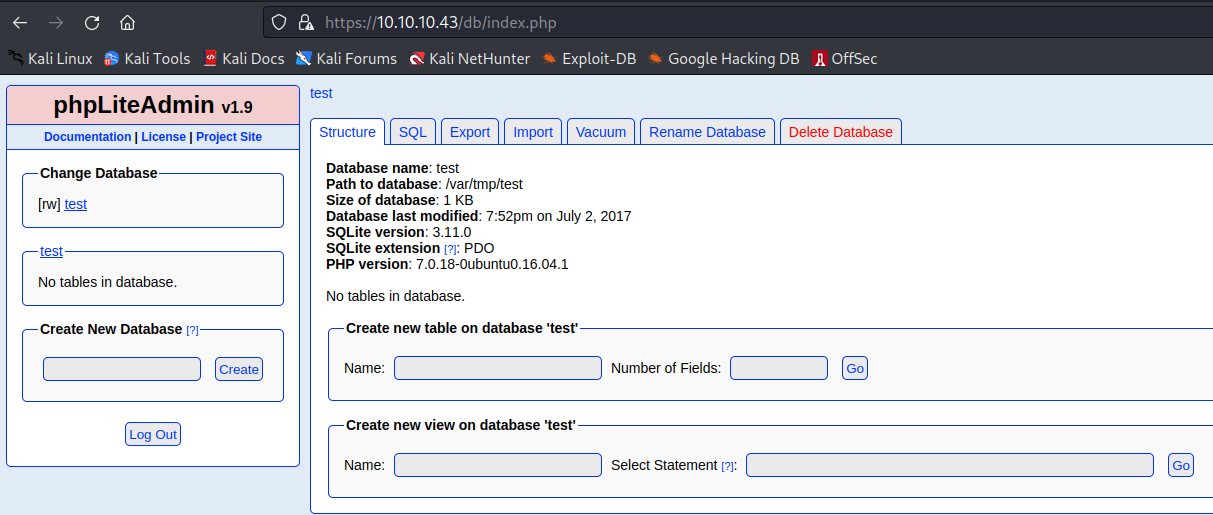 https://10.10.10.43/db/index.php
Kali Linux Kali Tools Kali Docs Kali Forums Kali NetHunter Exploit-DB Google Hacking DB OffSec
phpLiteAdmin v1.9
Documentation | License | Project Site
Change Database
[rw] test
test
No tables in database.
Create New Database [?]
Create
Log Out
test
Structure SQL Export Import Vacuum Rename Database Delete Database
Database name: test
Path to database: /var/tmp/test
Size of database: 1 KB
Database last modified: 7:52pm on July 2, 2017
SQLite version: 3.11.0
SQLite extension [?]: PDO
PHP version: 7.0.18-0ubuntu0.16.04.1
No tables in database.
Create new table on database 'test'
Name: Number of Fields: Go
Create new view on database 'test'
Name: Select Statement [?]: Go